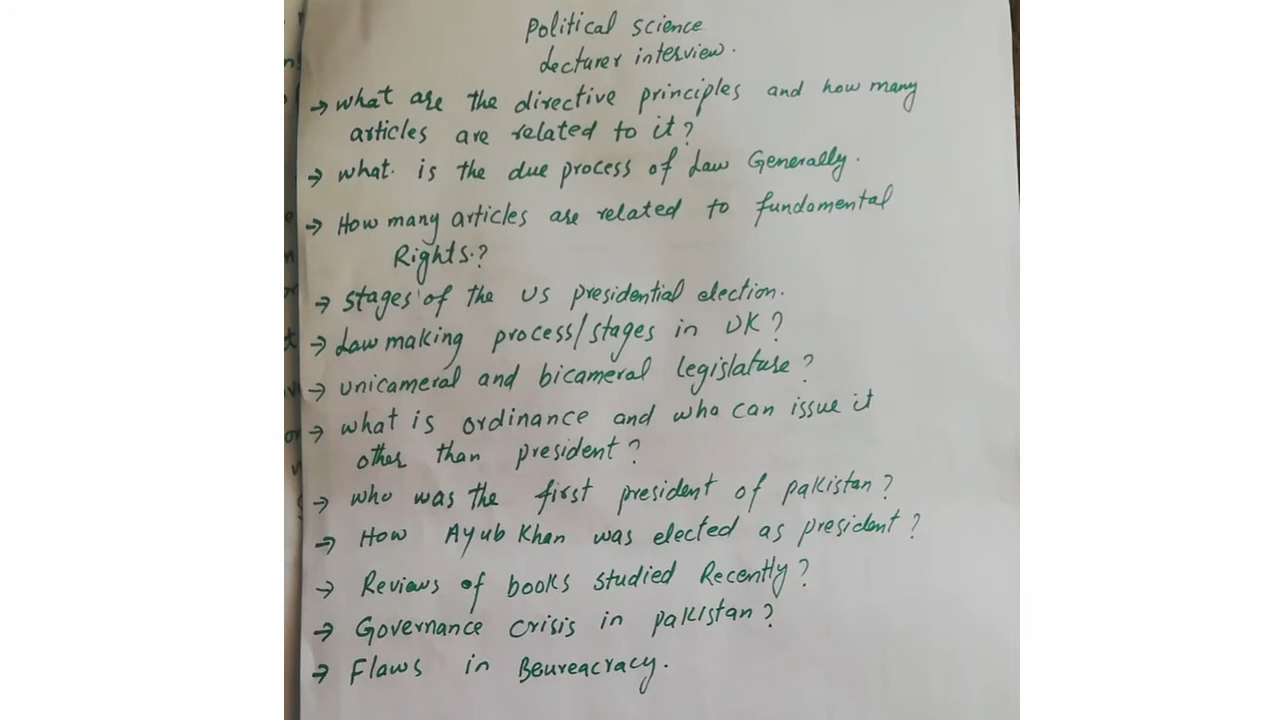 Political science
Lecturer interview.
→ what are the directive principles and how many
articles are related to it?
→ what. is the due process of Law Generally.
→ How many articles are related to fundamental
Rights.?
→ stages of the US presidential election.
→ Law making process/stages in UK?
→ unicameral and bicameral legislature?
→ what is ordinance and who can issue it
other than president?
→ who was the first president of pakistan?
→ How Ayub Khan was elected as president?
→ Reviews of books studied Recently?
→ Governance crisis in pakistan?
→ Flaws in Beureacracy.